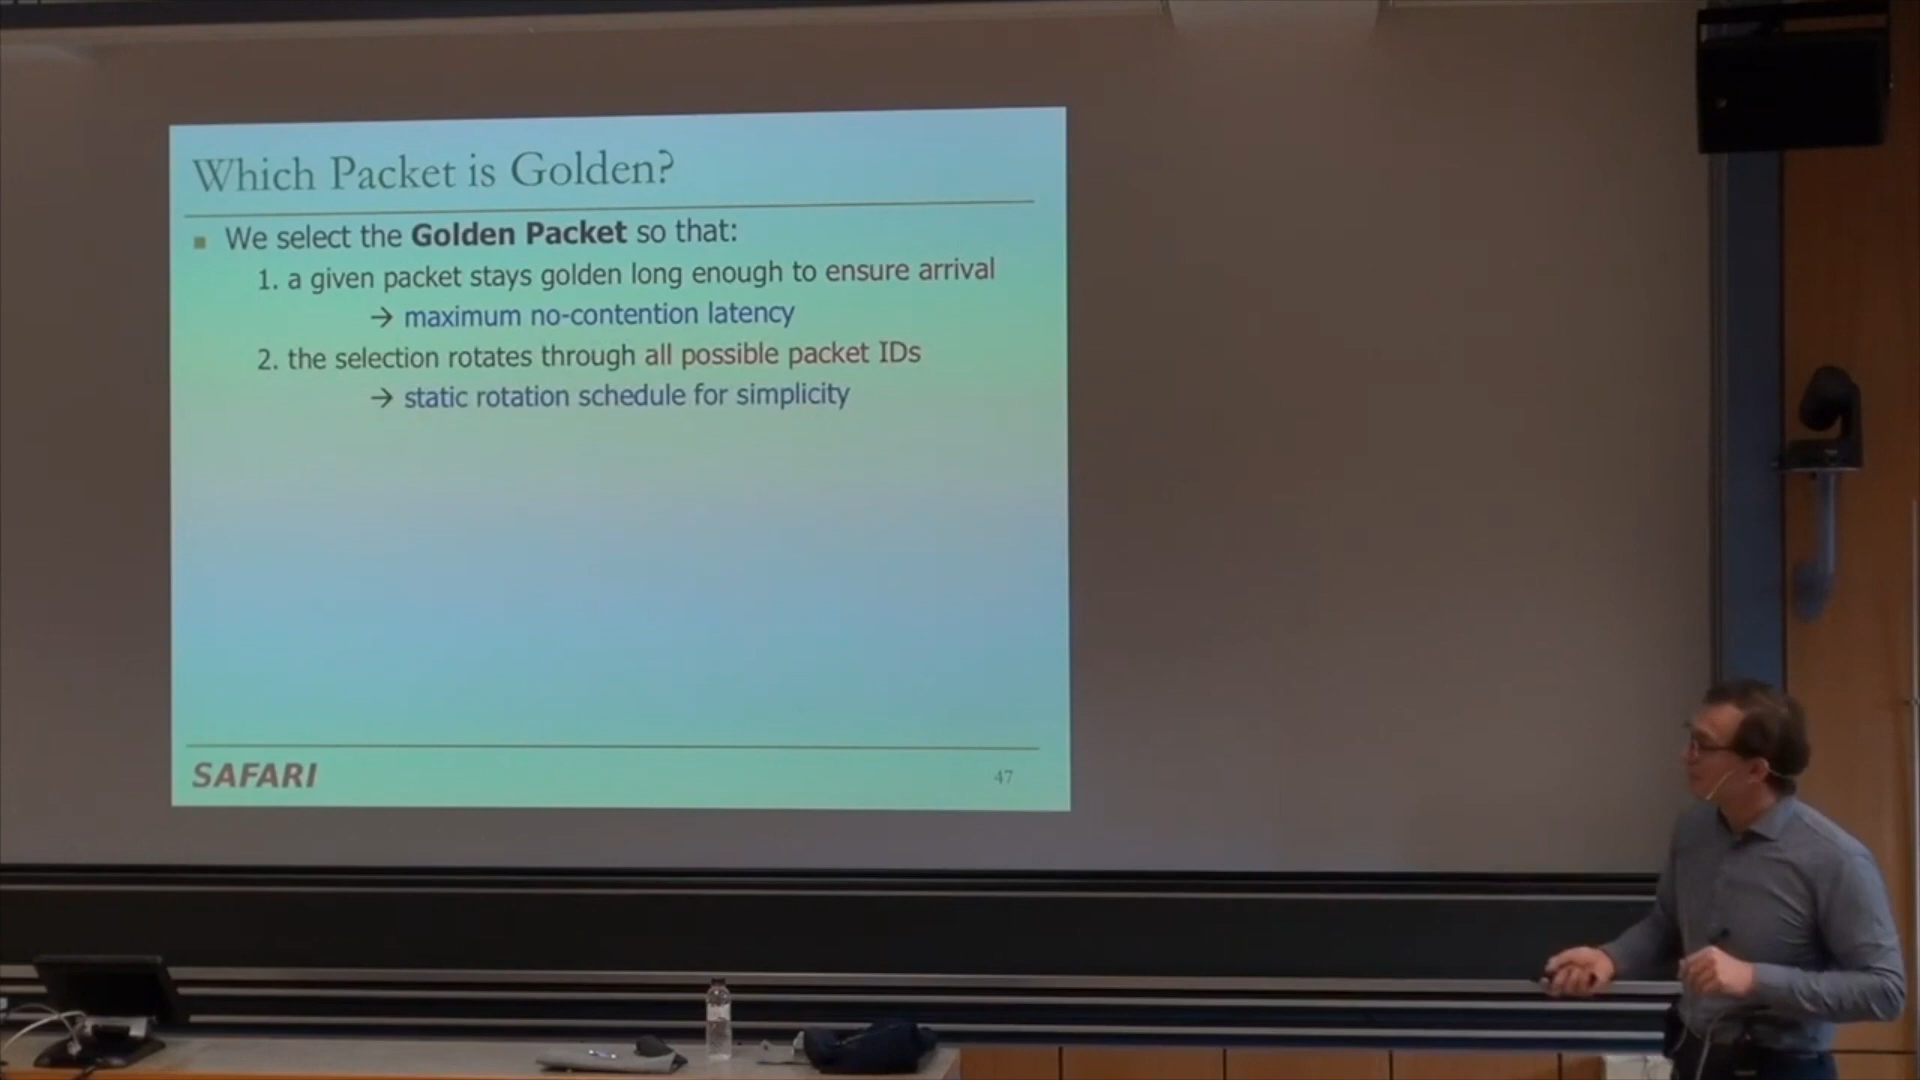 Which Packet is Golden?
■ We select the Golden Packet so that:
1. a given packet stays golden long enough to ensure arrival
→ maximum no-contention latency
2. the selection rotates through all possible packet IDs
→ static rotation schedule for simplicity
SAFARI
47